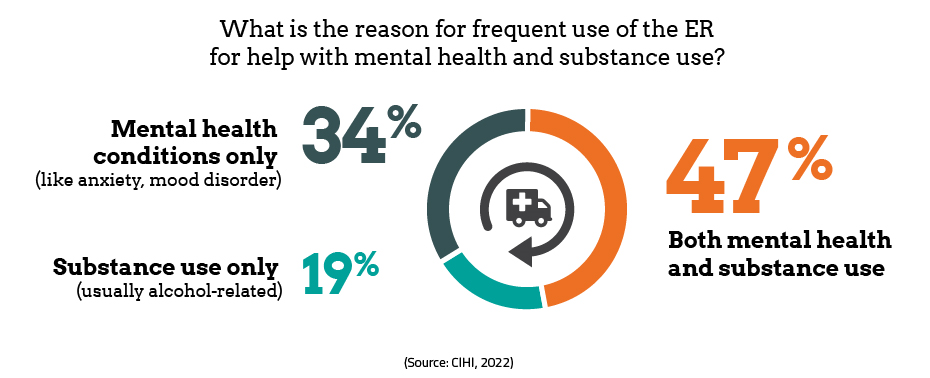 What is the reason for frequent use of the ER
for help with mental health and substance use?
Mental health
conditions only
(like anxiety, mood disorder)
34%
Substance use only
(usually alcohol-related)
19%
47%
Both mental health
and substance use
(Source: CIHI, 2022)